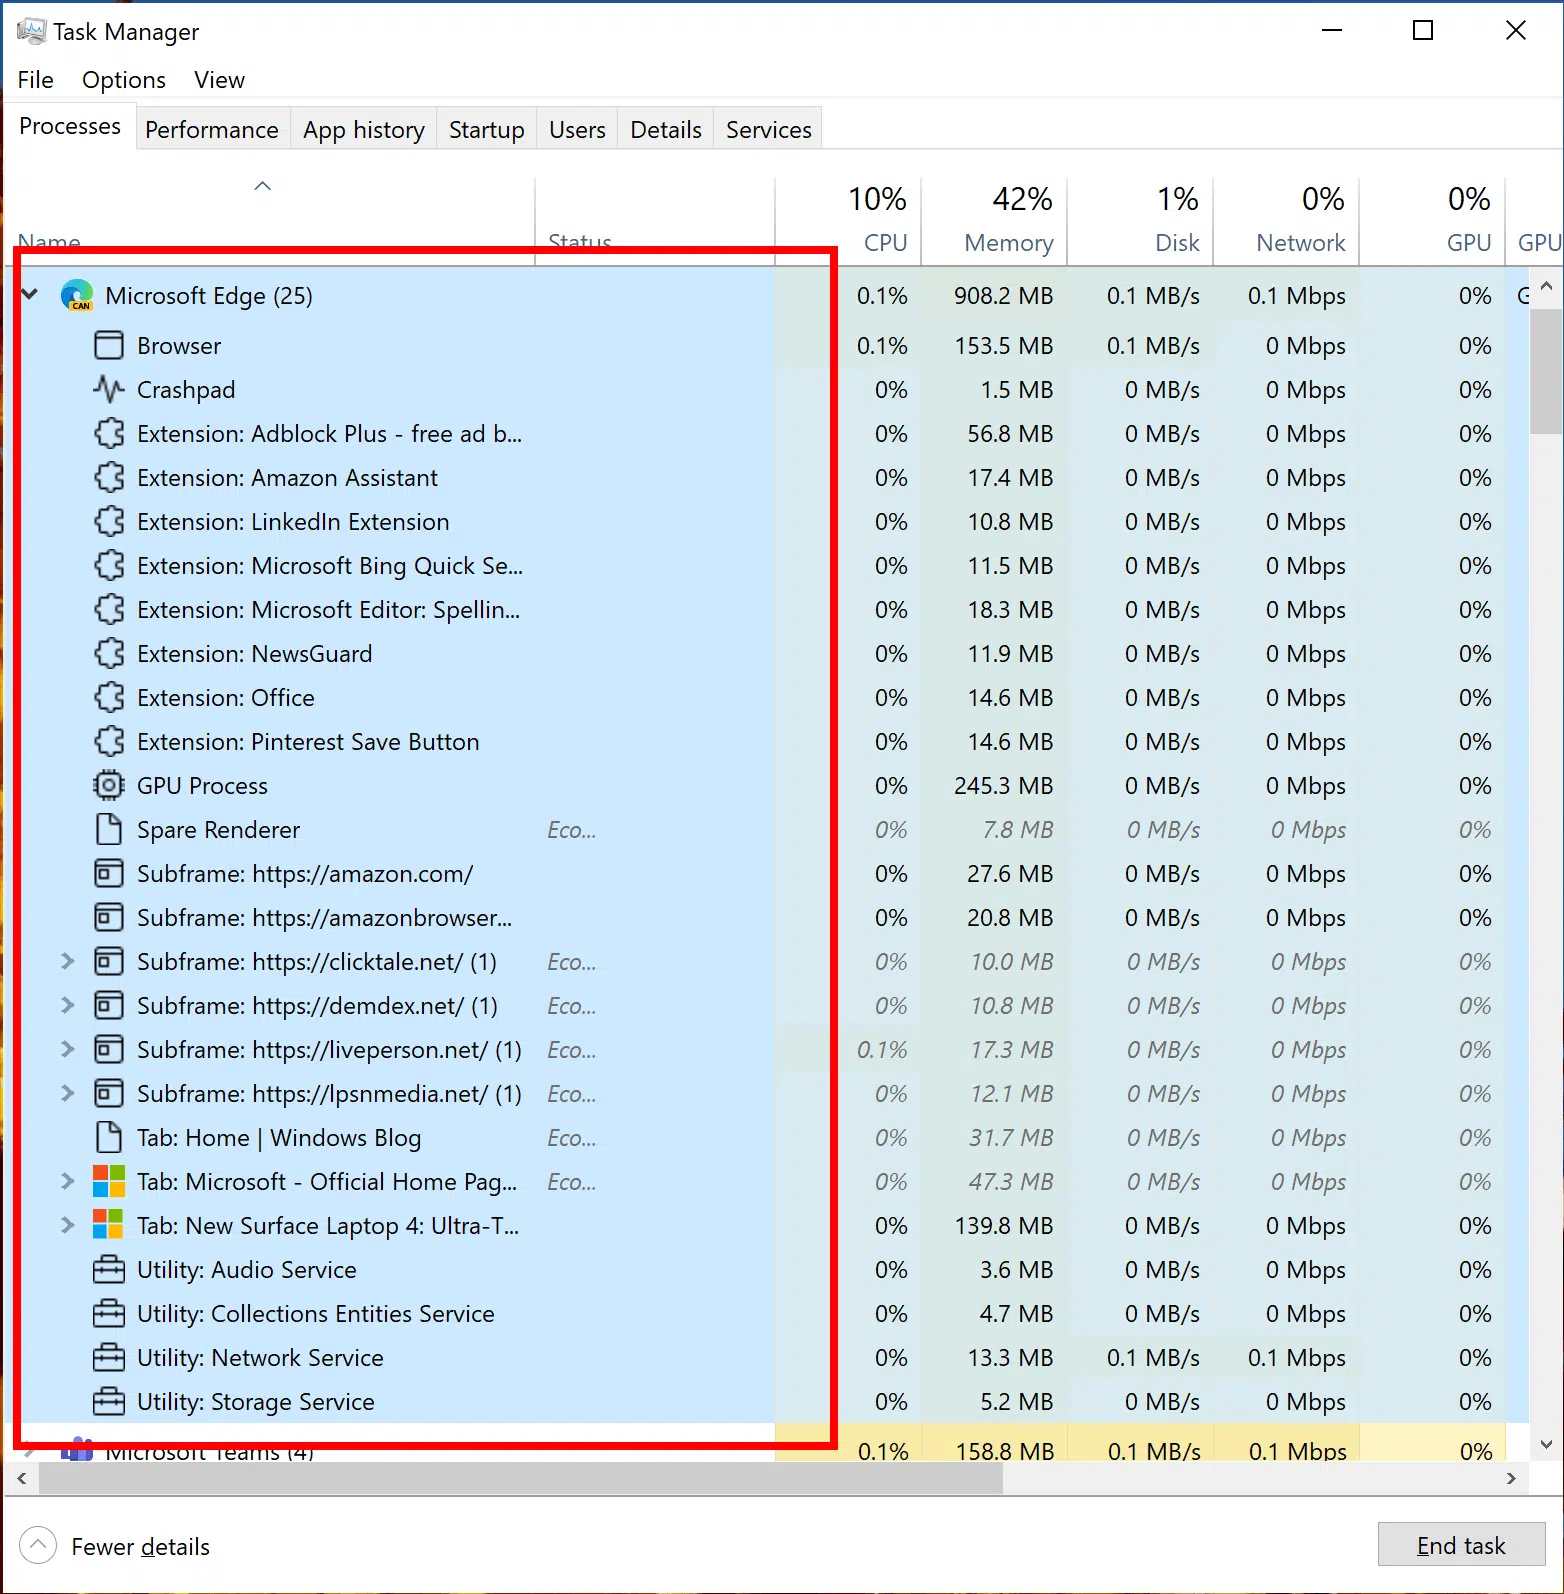 Task Manager
File Options View
Processes Performance App history Startup Users Details Services
10% 42% 1% 0% 0%
Name Status CPU Memory Disk Network GPU GPU
CAN Microsoft Edge (25) 0.1% 908.2 MB 0.1 MB/s 0.1 Mbps 0% G
Browser 0.1% 153.5 MB 0.1 MB/s 0 Mbps 0%
Crashpad 0% 1.5 MB 0 MB/s 0 Mbps 0%
Extension: Adblock Plus - free ad b... 0% 56.8 MB 0 MB/s 0 Mbps 0%
Extension: Amazon Assistant 0% 17.4 MB 0 MB/s 0 Mbps 0%
Extension: LinkedIn Extension 0% 10.8 MB 0 MB/s 0 Mbps 0%
Extension: Microsoft Bing Quick Se... 0% 11.5 MB 0 MB/s 0 Mbps 0%
Extension: Microsoft Editor: Spellin... 0% 18.3 MB 0 MB/s 0 Mbps 0%
Extension: NewsGuard 0% 11.9 MB 0 MB/s 0 Mbps 0%
Extension: Office 0% 14.6 MB 0 MB/s 0 Mbps 0%
Extension: Pinterest Save Button 0% 14.6 MB 0 MB/s 0 Mbps 0%
GPU Process 0% 245.3 MB 0 MB/s 0 Mbps 0%
Spare Renderer Eco... 0% 7.8 MB 0 MB/s 0 Mbps 0%
Subframe: https://amazon.com/ 0% 27.6 MB 0 MB/s 0 Mbps 0%
Subframe: https://amazonbrowser... 0% 20.8 MB 0 MB/s 0 Mbps 0%
Subframe: https://clicktale.net/ (1) Eco... 0% 10.0 MB 0 MB/s 0 Mbps 0%
Subframe: https://demdex.net/ (1) Eco... 0% 10.8 MB 0 MB/s 0 Mbps 0%
Subframe: https://liveperson.net/ (1) Eco... 0.1% 17.3 MB 0 MB/s 0 Mbps 0%
Subframe: https://lpsnmedia.net/ (1) Eco... 0% 12.1 MB 0 MB/s 0 Mbps 0%
Tab: Home | Windows Blog Eco... 0% 31.7 MB 0 MB/s 0 Mbps 0%
Tab: Microsoft - Official Home Pag... Eco... 0% 47.3 MB 0 MB/s 0 Mbps 0%
Tab: New Surface Laptop 4: Ultra-T... 0% 139.8 MB 0 MB/s 0 Mbps 0%
Utility: Audio Service 0% 3.6 MB 0 MB/s 0 Mbps 0%
Utility: Collections Entities Service 0% 4.7 MB 0 MB/s 0 Mbps 0%
Utility: Network Service 0% 13.3 MB 0.1 MB/s 0.1 Mbps 0%
Utility: Storage Service 0% 5.2 MB 0 MB/s 0 Mbps 0%
Microsoft Teams (4) 0.1% 158.8 MB 0.1 MB/s 0.1 Mbps 0%
Fewer details End task